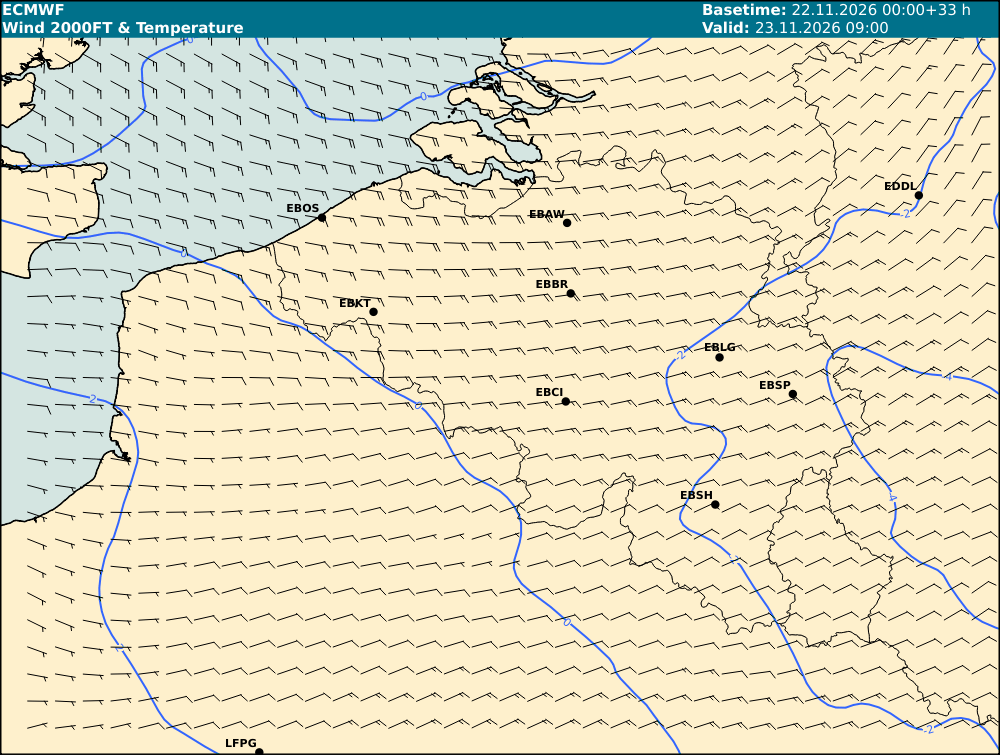 ECMWF
Wind 2000FT & Temperature
Basetime: 22.11.2026 00:00+33 h
Valid: 23.11.2026 09:00
0
0
EDDL
EBOS
EBAW
-2
0
EBBR
EBKT
EBLG
-2
-4
EBSP
EBCI
2
0
EBSH
-4
0
2
-2
LFPG